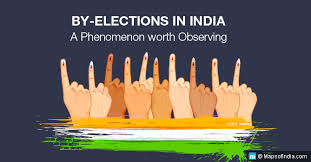 BY-ELECTIONS IN INDIA
A Phenomenon worth Observing
© MapsofIndia.com